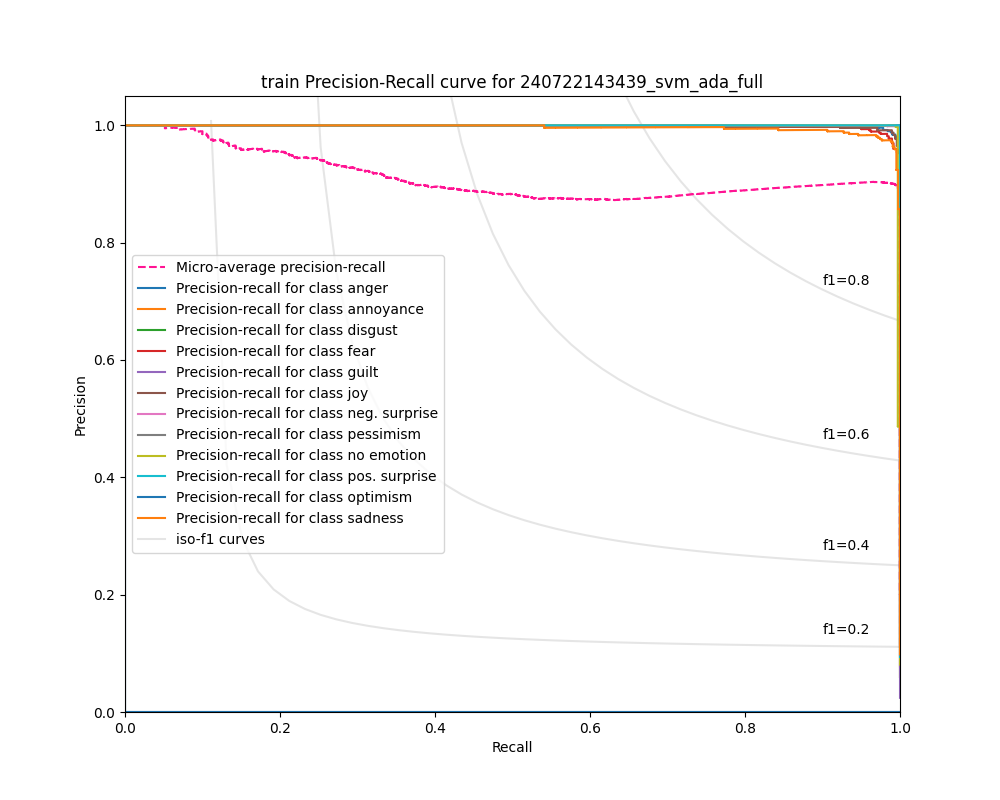 train Precision-Recall curve for 240722143439_svm_ada_full
1.0
0.8
0.6
0.4
0.2
0.0
Precision
Micro-average precision-recall
Precision-recall for class anger
Precision-recall for class annoyance
Precision-recall for class disgust
Precision-recall for class fear
Precision-recall for class guilt
Precision-recall for class joy
Precision-recall for class neg. surprise
Precision-recall for class pessimism
Precision-recall for class no emotion
Precision-recall for class pos. surprise
Precision-recall for class optimism
Precision-recall for class sadness
iso-f1 curves
f1=0.8
f1=0.6
f1=0.4
f1=0.2
0.0 0.2 0.4 0.6 0.8 1.0
Recall